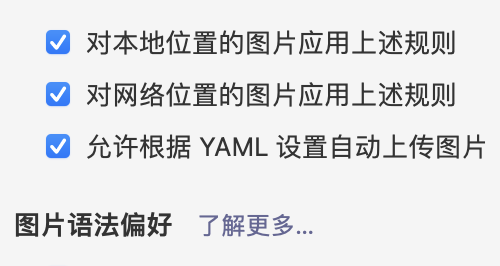 对本地位置的图片应用上述规则
对网络位置的图片应用上述规则
允许根据 YAML 设置自动上传图片
图片语法偏好 了解更多...